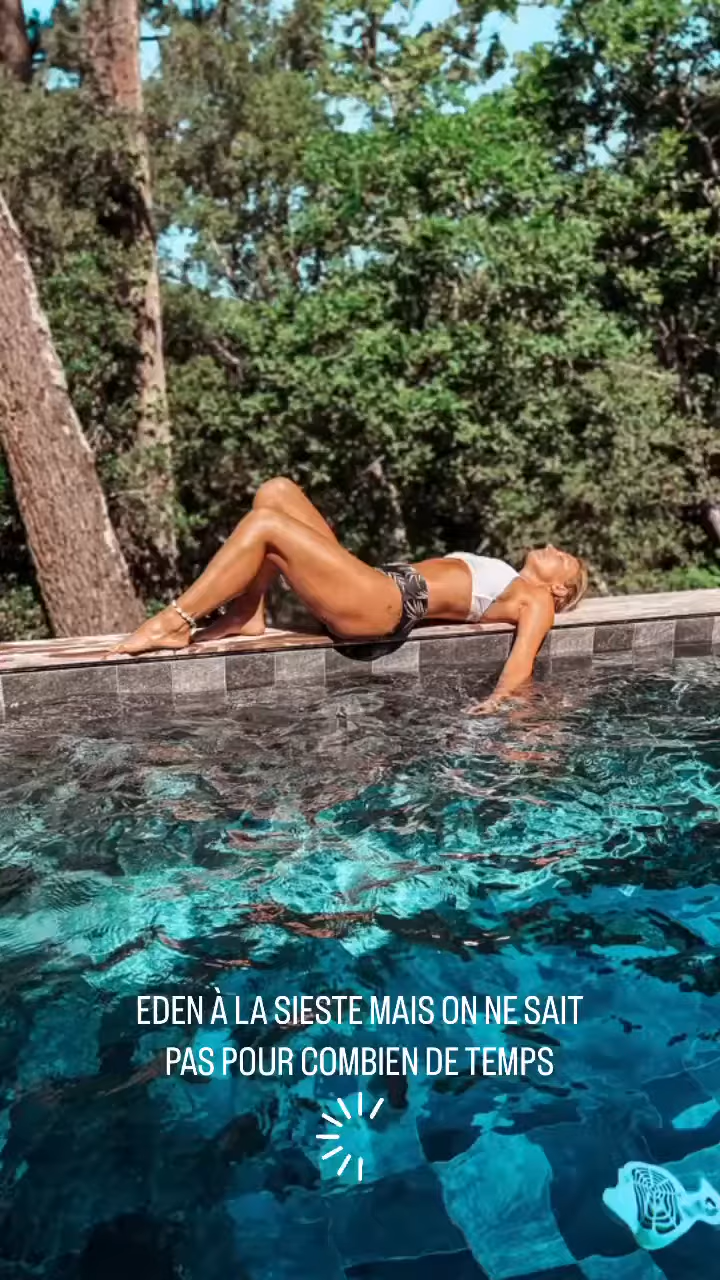 EDEN À LA SIESTE MAIS ON NE SAIT
PAS POUR COMBIEN DE TEMPS